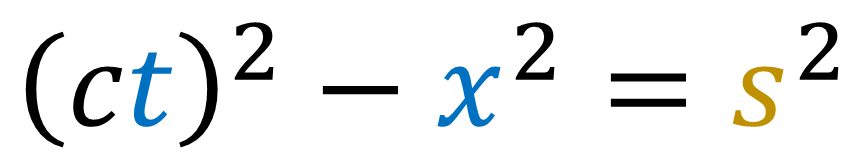 (ct)² − x² = s²